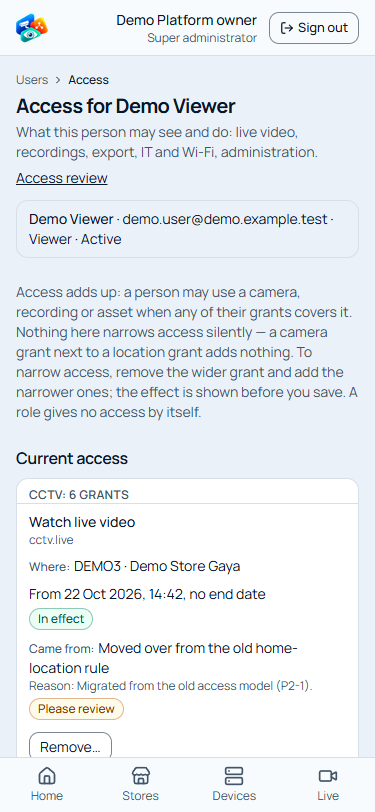 Demo Platform owner
Super administrator
Sign out
Users > Access
Access for Demo Viewer
What this person may see and do: live video,
recordings, export, IT and Wi-Fi, administration.
Access review
Demo Viewer · demo.user@demo.example.test ·
Viewer · Active
Access adds up: a person may use a camera,
recording or asset when any of their grants covers it.
Nothing here narrows access silently — a camera
grant next to a location grant adds nothing. To
narrow access, remove the wider grant and add the
narrower ones; the effect is shown before you save. A
role gives no access by itself.
Current access
CCTV: 6 GRANTS
Watch live video
cctv.live
Where: DEMO3 · Demo Store Gaya
From 22 Oct 2026, 14:42, no end date
In effect
Came from: Moved over from the old home-
location rule
Reason: Migrated from the old access model (P2-1).
Please review
Remove…
Home
Stores
Devices
Live